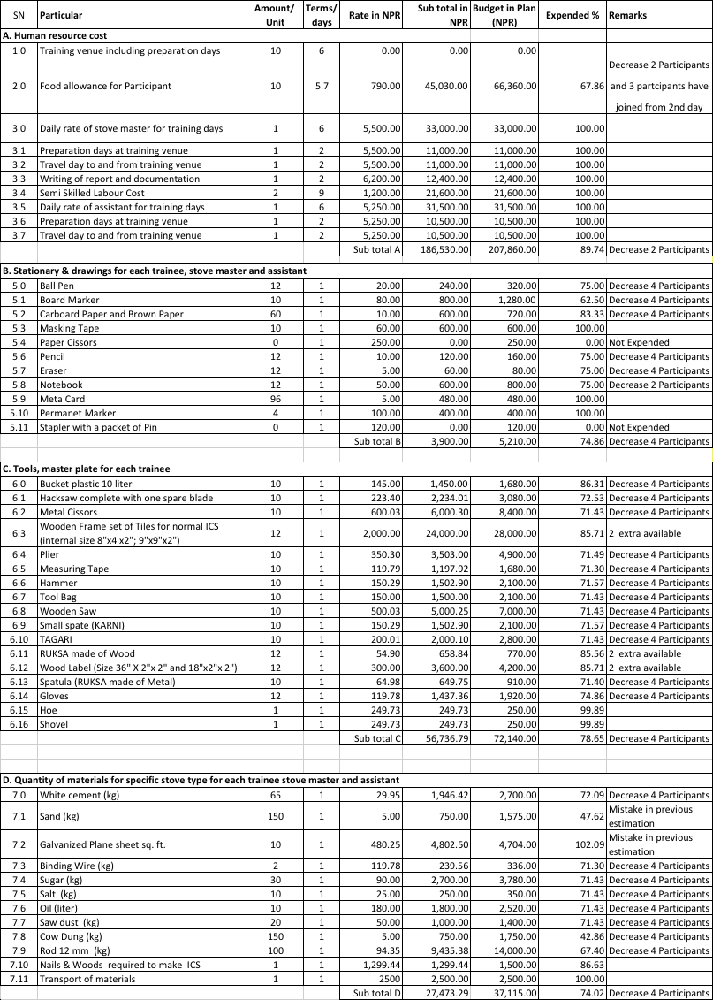 SN Particular Amount/ Unit Terms/ days Rate in NPR Sub total in NPR Budget in Plan (NPR) Expended % Remarks
A. Human resource cost
1.0 Training venue including preparation days 10 6 0.00 0.00 0.00
2.0 Food allowance for Participant 10 5.7 790.00 45,030.00 66,360.00 67.86 Decrease 2 Participants and 3 partcipants have joined from 2nd day
3.0 Daily rate of stove master for training days 1 6 5,500.00 33,000.00 33,000.00 100.00
3.1 Preparation days at training venue 1 2 5,500.00 11,000.00 11,000.00 100.00
3.2 Travel day to and from training venue 1 2 5,500.00 11,000.00 11,000.00 100.00
3.3 Writing of report and documentation 1 2 6,200.00 12,400.00 12,400.00 100.00
3.4 Semi Skilled Labour Cost 2 9 1,200.00 21,600.00 21,600.00 100.00
3.5 Daily rate of assistant for training days 1 6 5,250.00 31,500.00 31,500.00 100.00
3.6 Preparation days at training venue 1 2 5,250.00 10,500.00 10,500.00 100.00
3.7 Travel day to and from training venue 1 2 5,250.00 10,500.00 10,500.00 100.00
Sub total A 186,530.00 207,860.00 89.74 Decrease 2 Participants
B. Stationary & drawings for each trainee, stove master and assistant
5.0 Ball Pen 12 1 20.00 240.00 320.00 75.00 Decrease 4 Participants
5.1 Board Marker 10 1 80.00 800.00 1,280.00 62.50 Decrease 4 Participants
5.2 Carboard Paper and Brown Paper 60 1 10.00 600.00 720.00 83.33 Decrease 4 Participants
5.3 Masking Tape 10 1 60.00 600.00 600.00 100.00
5.4 Paper Cissors 0 1 250.00 0.00 250.00 0.00 Not Expended
5.6 Pencil 12 1 10.00 120.00 160.00 75.00 Decrease 4 Participants
5.7 Eraser 12 1 5.00 60.00 80.00 75.00 Decrease 4 Participants
5.8 Notebook 12 1 50.00 600.00 800.00 75.00 Decrease 2 Participants
5.9 Meta Card 96 1 5.00 480.00 480.00 100.00
5.10 Permanet Marker 4 1 100.00 400.00 400.00 100.00
5.11 Stapler with a packet of Pin 0 1 120.00 0.00 120.00 0.00 Not Expended
Sub total B 3,900.00 5,210.00 74.86 Decrease 4 Participants
C. Tools, master plate for each trainee
6.0 Bucket plastic 10 liter 10 1 145.00 1,450.00 1,680.00 86.31 Decrease 4 Participants
6.1 Hacksaw complete with one spare blade 10 1 223.40 2,234.01 3,080.00 72.53 Decrease 4 Participants
6.2 Metal Cissors 10 1 600.03 6,000.30 8,400.00 71.43 Decrease 4 Participants
6.3 Wooden Frame set of Tiles for normal ICS (internal size 8"x4 x2"; 9"x9"x2") 12 1 2,000.00 24,000.00 28,000.00 85.71 2 extra available
6.4 Plier 10 1 350.30 3,503.00 4,900.00 71.49 Decrease 4 Participants
6.5 Measuring Tape 10 1 119.79 1,197.92 1,680.00 71.30 Decrease 4 Participants
6.6 Hammer 10 1 150.29 1,502.90 2,100.00 71.57 Decrease 4 Participants
6.7 Tool Bag 10 1 150.00 1,500.00 2,100.00 71.43 Decrease 4 Participants
6.8 Wooden Saw 10 1 500.03 5,000.25 7,000.00 71.43 Decrease 4 Participants
6.9 Small spate (KARNI) 10 1 150.29 1,502.90 2,100.00 71.57 Decrease 4 Participants
6.10 TAGARI 10 1 200.01 2,000.10 2,800.00 71.43 Decrease 4 Participants
6.11 RUKSA made of Wood 12 1 54.90 658.84 770.00 85.56 2 extra available
6.12 Wood Label (Size 36" X 2"x 2" and 18"x2"x 2") 12 1 300.00 3,600.00 4,200.00 85.71 2 extra available
6.13 Spatula (RUKSA made of Metal) 10 1 64.98 649.75 910.00 71.40 Decrease 4 Participants
6.14 Gloves 12 1 119.78 1,437.36 1,920.00 74.86 Decrease 4 Participants
6.15 Hoe 1 1 249.73 249.73 250.00 99.89
6.16 Shovel 1 1 249.73 249.73 250.00 99.89
Sub total C 56,736.79 72,140.00 78.65 Decrease 4 Participants
D. Quantity of materials for specific stove type for each trainee stove master and assistant
7.0 White cement (kg) 65 1 29.95 1,946.42 2,700.00 72.09 Decrease 4 Participants
7.1 Sand (kg) 150 1 5.00 750.00 1,575.00 47.62 Mistake in previous estimation
7.2 Galvanized Plane sheet sq. ft. 10 1 480.25 4,802.50 4,704.00 102.09 Mistake in previous estimation
7.3 Binding Wire (kg) 2 1 119.78 239.56 336.00 71.30 Decrease 4 Participants
7.4 Sugar (kg) 30 1 90.00 2,700.00 3,780.00 71.43 Decrease 4 Participants
7.5 Salt (kg) 10 1 25.00 250.00 350.00 71.43 Decrease 4 Participants
7.6 Oil (liter) 10 1 180.00 1,800.00 2,520.00 71.43 Decrease 4 Participants
7.7 Saw dust (kg) 20 1 50.00 1,000.00 1,400.00 71.43 Decrease 4 Participants
7.8 Cow Dung (kg) 150 1 5.00 750.00 1,750.00 42.86 Decrease 4 Participants
7.9 Rod 12 mm (kg) 100 1 94.35 9,435.38 14,000.00 67.40 Decrease 4 Participants
7.10 Nails & Woods required to make ICS 1 1 1,299.44 1,299.44 1,500.00 86.63
7.11 Transport of materials 1 1 2500 2,500.00 2,500.00 100.00
Sub total D 27,473.29 37,115.00 74.02 Decrease 4 Participants